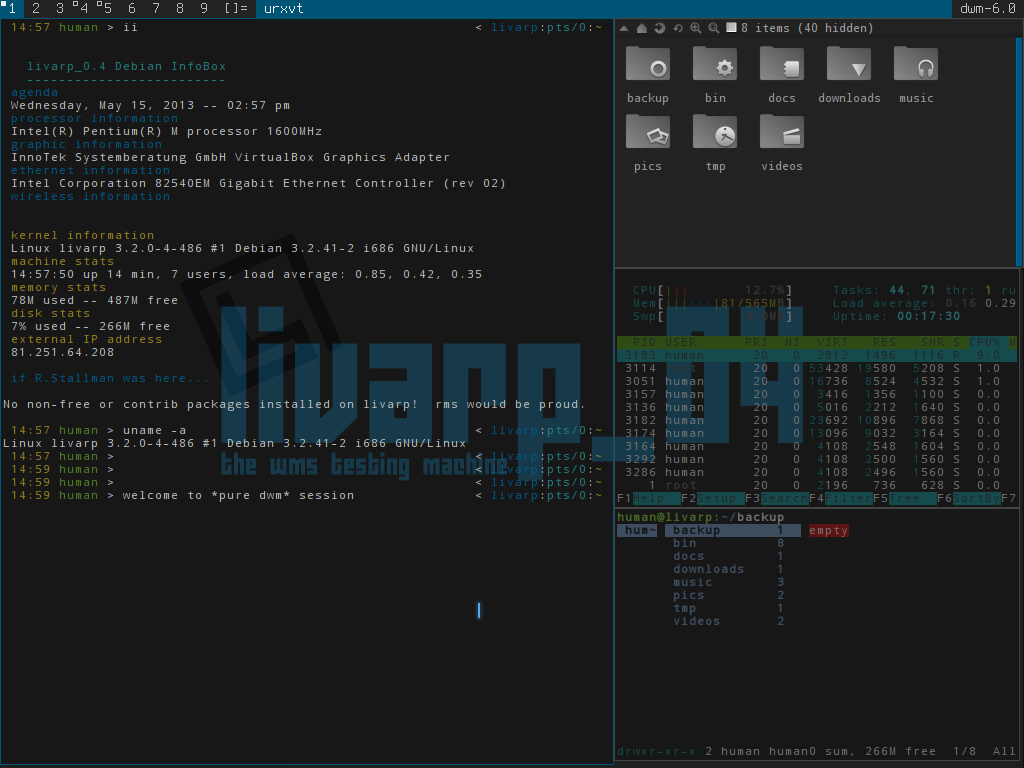 1 2 3 4 5 6 7 8 9 []= urxvt dwm-6.0
14:57 human > ii < livarp:pts/0:~
livarp_0.4 Debian InfoBox
-------------------------
agenda
Wednesday, May 15, 2013 -- 02:57 pm
processor information
Intel(R) Pentium(R) M processor 1600MHz
graphic information
InnoTek Systemberatung GmbH VirtualBox Graphics Adapter
ethernet information
Intel Corporation 82540EM Gigabit Ethernet Controller (rev 02)
wireless information
kernel information
Linux livarp 3.2.0-4-486 #1 Debian 3.2.41-2 i686 GNU/Linux
machine stats
14:57:50 up 14 min, 7 users, load average: 0.85, 0.42, 0.35
memory stats
78M used -- 487M free
disk stats
7% used -- 266M free
external IP address
81.251.64.208
if R.Stallman was here...
No non-free or contrib packages installed on livarp! rms would be proud.
14:57 human > uname -a < livarp:pts/0:~
Linux livarp 3.2.0-4-486 #1 Debian 3.2.41-2 i686 GNU/Linux
14:57 human > < livarp:pts/0:~
14:59 human > < livarp:pts/0:~
14:59 human > < livarp:pts/0:~
14:59 human > welcome to *pure dwm* session < livarp:pts/0:~
livarp_04
the wms testing machine
8 items (40 hidden)
backup bin docs downloads music
pics tmp videos
CPU[||| 12.7%] Tasks: 44, 71 thr; 1 ru
Mem[|||||||||81/565MB] Load average: 0.16 0.29
Swp[ 0/0MB] Uptime: 00:17:30
PID USER PRI NI VIRT RES SHR S CPU% M
3183 human 20 0 2812 1496 1116 R 9.0
3114 root 20 0 53428 19580 5208 S 1.0
3051 human 20 0 16736 8524 4532 S 1.0
3157 human 20 0 3416 1356 1100 S 0.0
3136 human 20 0 5016 2212 1640 S 0.0
3182 human 20 0 23692 10896 7868 S 0.0
3174 human 20 0 13096 9032 3164 S 0.0
3164 human 20 0 4108 2548 1604 S 0.0
3292 human 20 0 4108 2500 1560 S 0.0
3286 human 20 0 4108 2496 1560 S 0.0
1 root 20 0 2196 736 628 S 0.0
F1Help F2Setup F3SearchF4FilterF5Tree F6SortByF7
human@livarp:~/backup
hum~ backup 1 empty
bin 8
docs 1
downloads 1
music 3
pics 2
tmp 1
videos 2
drwxr-xr-x 2 human human0 sum, 266M free 1/8 All